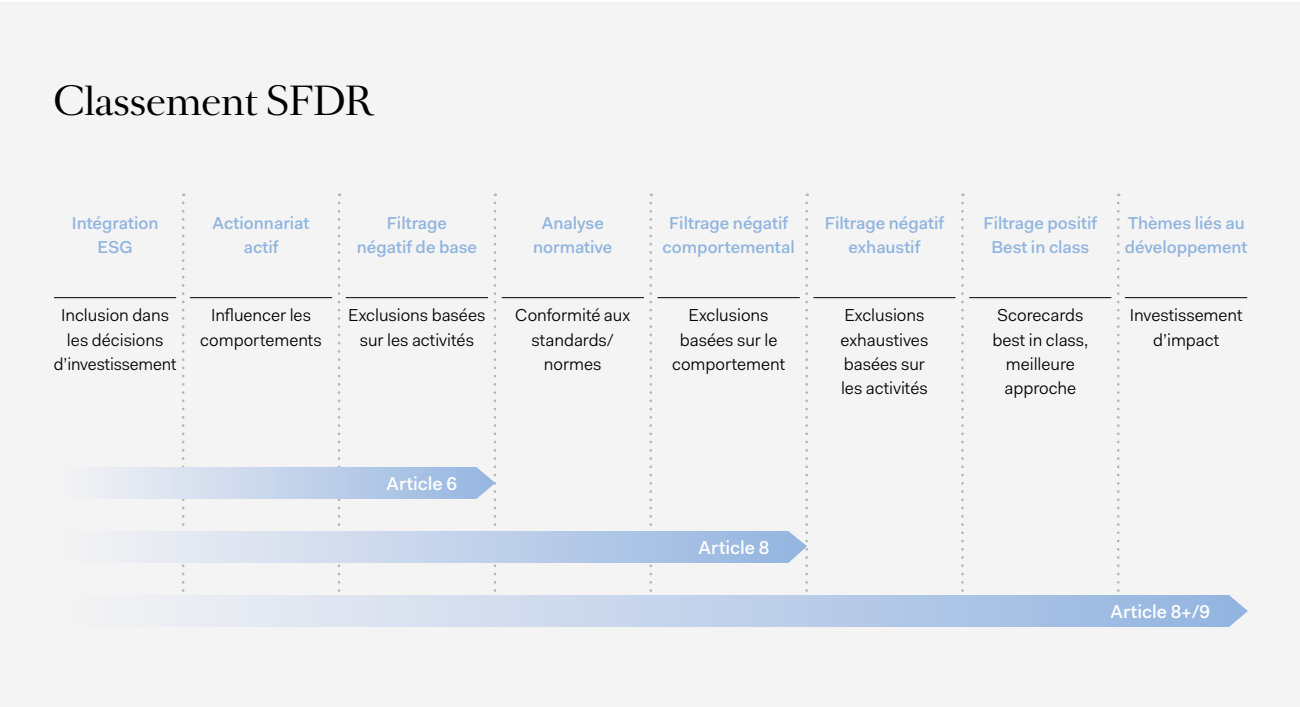 Classement SFDR
Intégration
ESG
Actionnariat
actif
Filtrage
négatif de base
Analyse
normative
Filtrage négatif
comportemental
Filtrage négatif
exhaustif
Filtrage positif
Best in class
Thèmes liés au
développement
Inclusion dans
les décisions
d’investissement
Influencer les
comportements
Exclusions basées
sur les activités
Conformité aux
standards/
normes
Exclusions
basées sur le
comportement
Exclusions
exhaustives
basées sur
les activités
Scorecards
best in class,
meilleure
approche
Investissement
d’impact
Article 6
Article 8
Article 8+/9